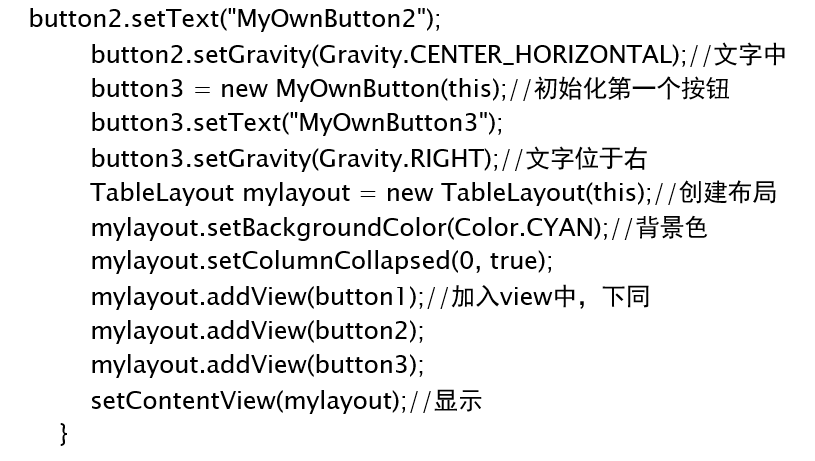 button2.setText("MyOwnButton2");
button2.setGravity(Gravity.CENTER_HORIZONTAL);//文字中
button3 = new MyOwnButton(this);//初始化第一个按钮
button3.setText("MyOwnButton3");
button3.setGravity(Gravity.RIGHT);//文字位于右
TableLayout mylayout = new TableLayout(this);//创建布局
mylayout.setBackgroundColor(Color.CYAN);//背景色
mylayout.setColumnCollapsed(0, true);
mylayout.addView(button1);//加入view中，下同
mylayout.addView(button2);
mylayout.addView(button3);
setContentView(mylayout);//显示
}